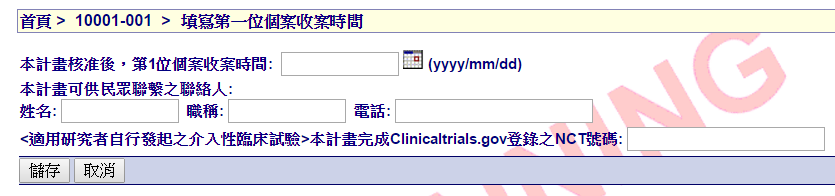 首頁 > 10001-001 > 填寫第一位個案收案時間
本計畫核准後，第1位個案收案時間: (yyyy/mm/dd)
本計畫可供民眾聯繫之聯絡人:
姓名: 職稱: 電話:
<適用研究者自行發起之介入性臨床試驗>本計畫完成Clinicaltrials.gov登錄之NCT號碼:
儲存 取消